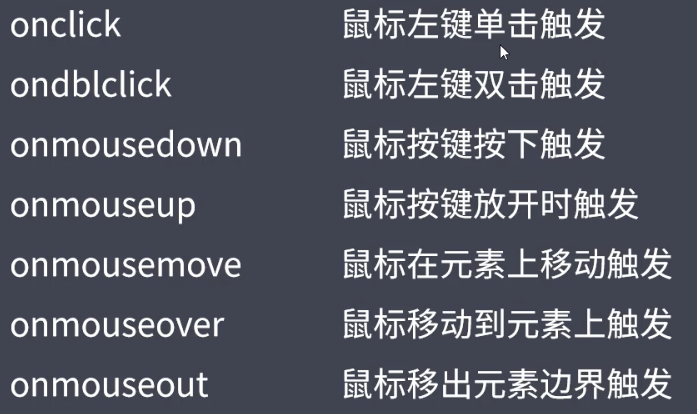 onclick 鼠标左键单击触发
ondblclick 鼠标左键双击触发
onmousedown 鼠标按键按下触发
onmouseup 鼠标按键放开时触发
onmousemove 鼠标在元素上移动触发
onmouseover 鼠标移动到元素上触发
onmouseout 鼠标移出元素边界触发